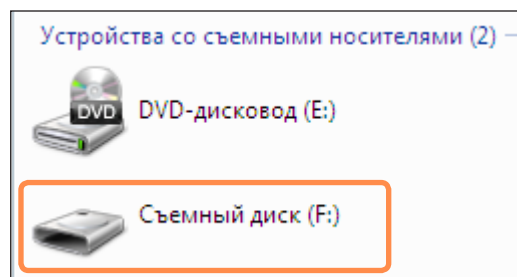 Устройства со съемными носителями (2)
DVD
DVD-дисковод (E:)
Съемный диск (F:)